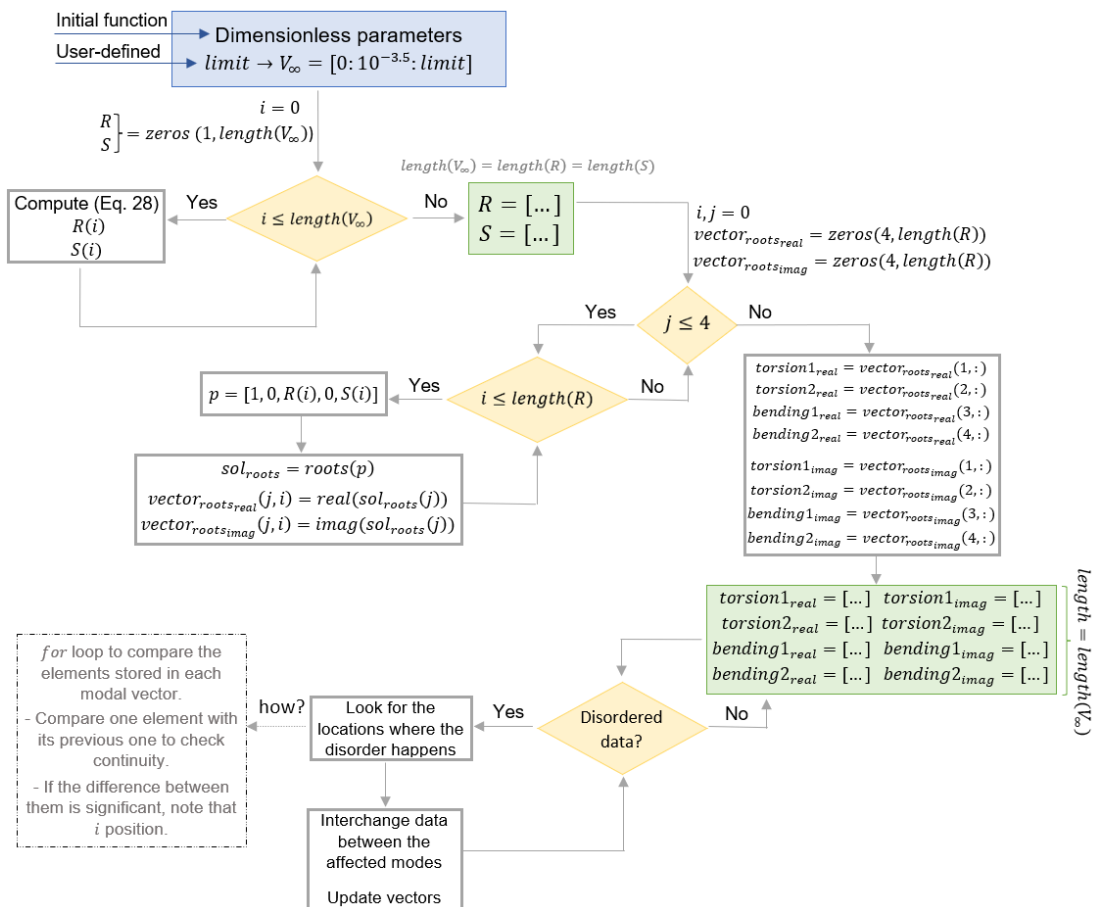 Initial function
Dimensionless parameters
User-defined
limit → V∞ = [0: 10^−3.5: limit]
i = 0
R
S ] = zeros (1, length(V∞))
length(V∞) = length(R) = length(S)
Compute (Eq. 28)
R(i)
S(i)
Yes
i ≤ length(V∞)
No
R = [...]
S = [...]
i, j = 0
vector_roots_real = zeros(4, length(R))
vector_roots_imag = zeros(4, length(R))
Yes
j ≤ 4
No
p = [1, 0, R(i), 0, S(i)]
Yes
i ≤ length(R)
No
sol_roots = roots(p)
vector_roots_real(j, i) = real(sol_roots(j))
vector_roots_imag(j, i) = imag(sol_roots(j))
torsion1_real = vector_roots_real(1, :)
torsion2_real = vector_roots_real(2, :)
bending1_real = vector_roots_real(3, :)
bending2_real = vector_roots_real(4, :)
torsion1_imag = vector_roots_imag(1, :)
torsion2_imag = vector_roots_imag(2, :)
bending1_imag = vector_roots_imag(3, :)
bending2_imag = vector_roots_imag(4, :)
torsion1_real = [...] torsion1_imag = [...]
torsion2_real = [...] torsion2_imag = [...]
bending1_real = [...] bending1_imag = [...]
bending2_real = [...] bending2_imag = [...]
length = length(V∞)
Disordered
data?
Yes
No
Look for the
locations where the
disorder happens
how?
for loop to compare the
elements stored in each
modal vector.
- Compare one element with
its previous one to check
continuity.
- If the difference between
them is significant, note that
i position.
Interchange data
between the
affected modes
Update vectors